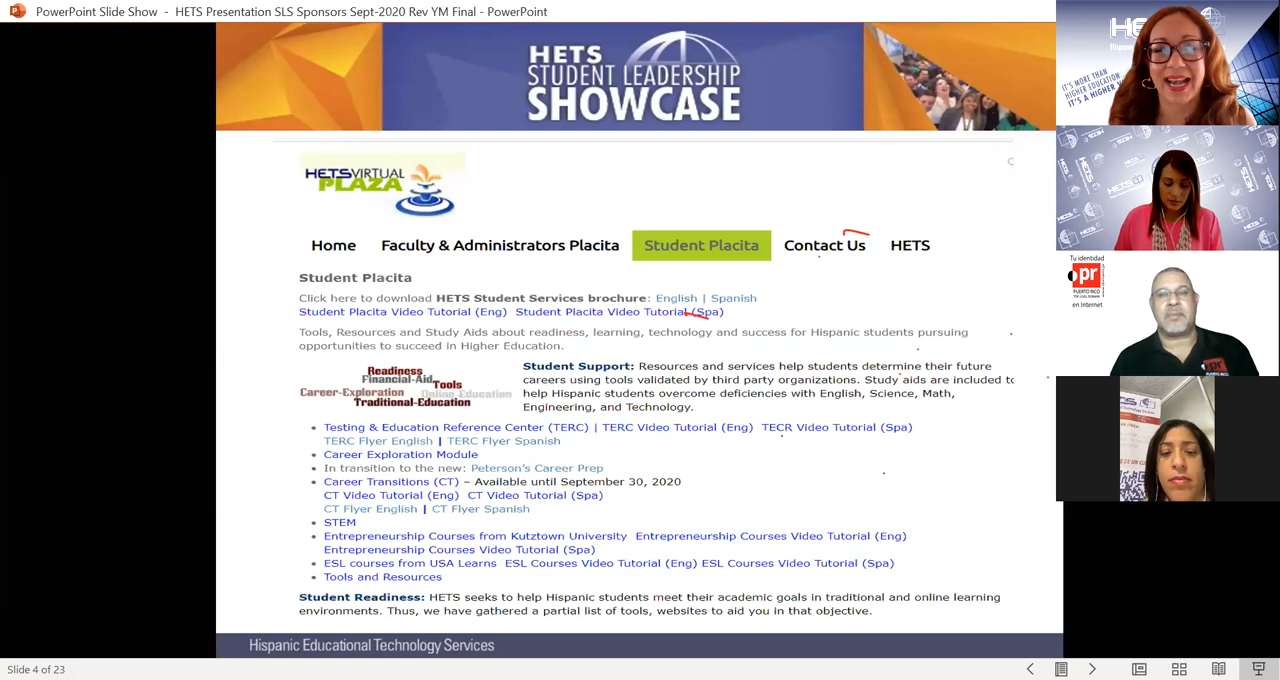 PowerPoint Slide Show - HETS Presentation SLS Sponsors Sept-2020 Rev YM Final - PowerPoint
HETS
STUDENT LEADERSHIP
SHOWCASE
HETSVIRTUAL
PLAZA
Home Faculty & Administrators Placita Student Placita Contact Us HETS
Student Placita
Click here to download HETS Student Services brochure: English | Spanish
Student Placita Video Tutorial (Eng) Student Placita Video Tutorial (Spa)
Tools, Resources and Study Aids about readiness, learning, technology and success for Hispanic students pursuing
opportunities to succeed in Higher Education.
Readiness
Financial-Aid Tools
Career-Exploration Online-Education
Traditional-Education
Student Support: Resources and services help students determine their future
careers using tools validated by third party organizations. Study aids are included to
help Hispanic students overcome deficiencies with English, Science, Math,
Engineering, and Technology.
• Testing & Education Reference Center (TERC) | TERC Video Tutorial (Eng) TECR Video Tutorial (Spa)
TERC Flyer English | TERC Flyer Spanish
• Career Exploration Module
• In transition to the new: Peterson's Career Prep
• Career Transitions (CT) – Available until September 30, 2020
CT Video Tutorial (Eng) CT Video Tutorial (Spa)
CT Flyer English | CT Flyer Spanish
• STEM
• Entrepreneurship Courses from Kutztown University Entrepreneurship Courses Video Tutorial (Eng)
Entrepreneurship Courses Video Tutorial (Spa)
• ESL courses from USA Learns ESL Courses Video Tutorial (Eng) ESL Courses Video Tutorial (Spa)
• Tools and Resources
Student Readiness: HETS seeks to help Hispanic students meet their academic goals in traditional and online learning
environments. Thus, we have gathered a partial list of tools, websites to aid you in that objective.
Hispanic Educational Technology Services
Slide 4 of 23
IT'S MORE THAN
HIGHER EDUCATION
IT'S A HIGHER
HETS
Tu identidad
pr
PUERTO RICO
TOP LEVEL DOMAIN
en Internet